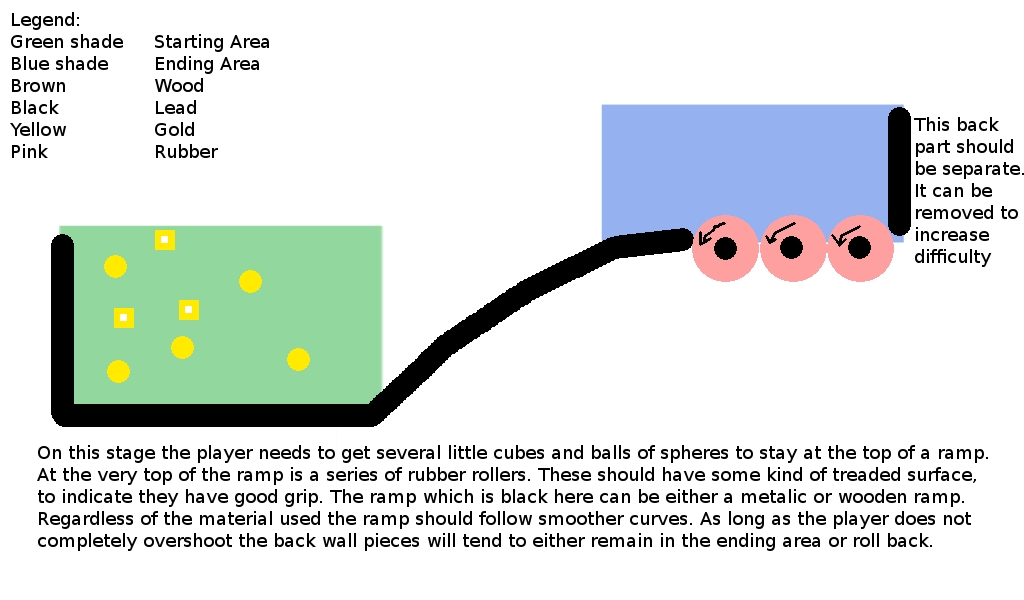 Legend:
Green shade Starting Area
Blue shade Ending Area
Brown Wood
Black Lead
Yellow Gold
Pink Rubber
This back
part should
be separate.
It can be
removed to
increase
difficulty
On this stage the player needs to get several little cubes and balls of spheres to stay at the top of a ramp.
At the very top of the ramp is a series of rubber rollers. These should have some kind of treaded surface,
to indicate they have good grip. The ramp which is black here can be either a metalic or wooden ramp.
Regardless of the material used the ramp should follow smoother curves. As long as the player does not
completely overshoot the back wall pieces will tend to either remain in the ending area or roll back.